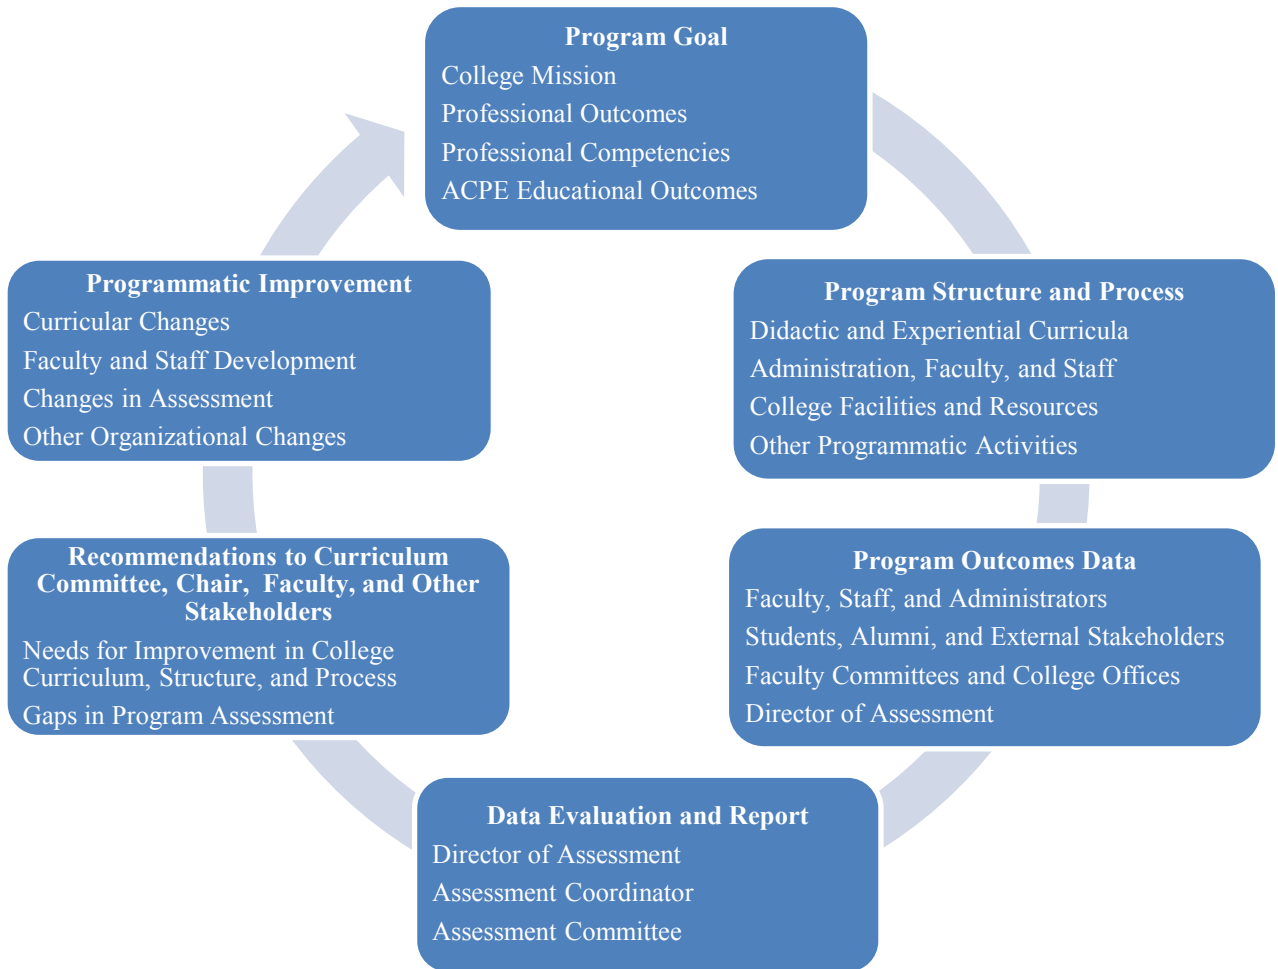 Program Goal
College Mission
Professional Outcomes
Professional Competencies
ACPE Educational Outcomes
Program Structure and Process
Didactic and Experiential Curricula
Administration, Faculty, and Staff
College Facilities and Resources
Other Programmatic Activities
Program Outcomes Data
Faculty, Staff, and Administrators
Students, Alumni, and External Stakeholders
Faculty Committees and College Offices
Director of Assessment
Data Evaluation and Report
Director of Assessment
Assessment Coordinator
Assessment Committee
Recommendations to Curriculum
Committee, Chair, Faculty, and Other
Stakeholders
Needs for Improvement in College
Curriculum, Structure, and Process
Gaps in Program Assessment
Programmatic Improvement
Curricular Changes
Faculty and Staff Development
Changes in Assessment
Other Organizational Changes